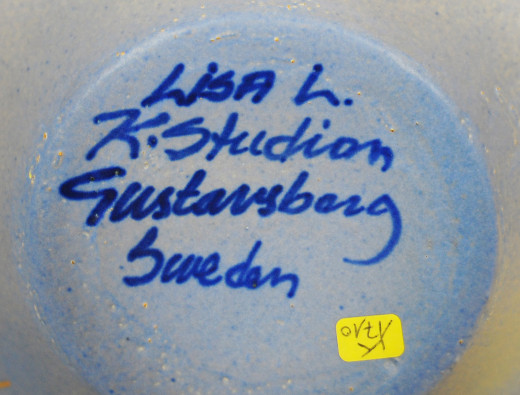 Lisa L.
K. Studion
Gustavsberg
Sweden